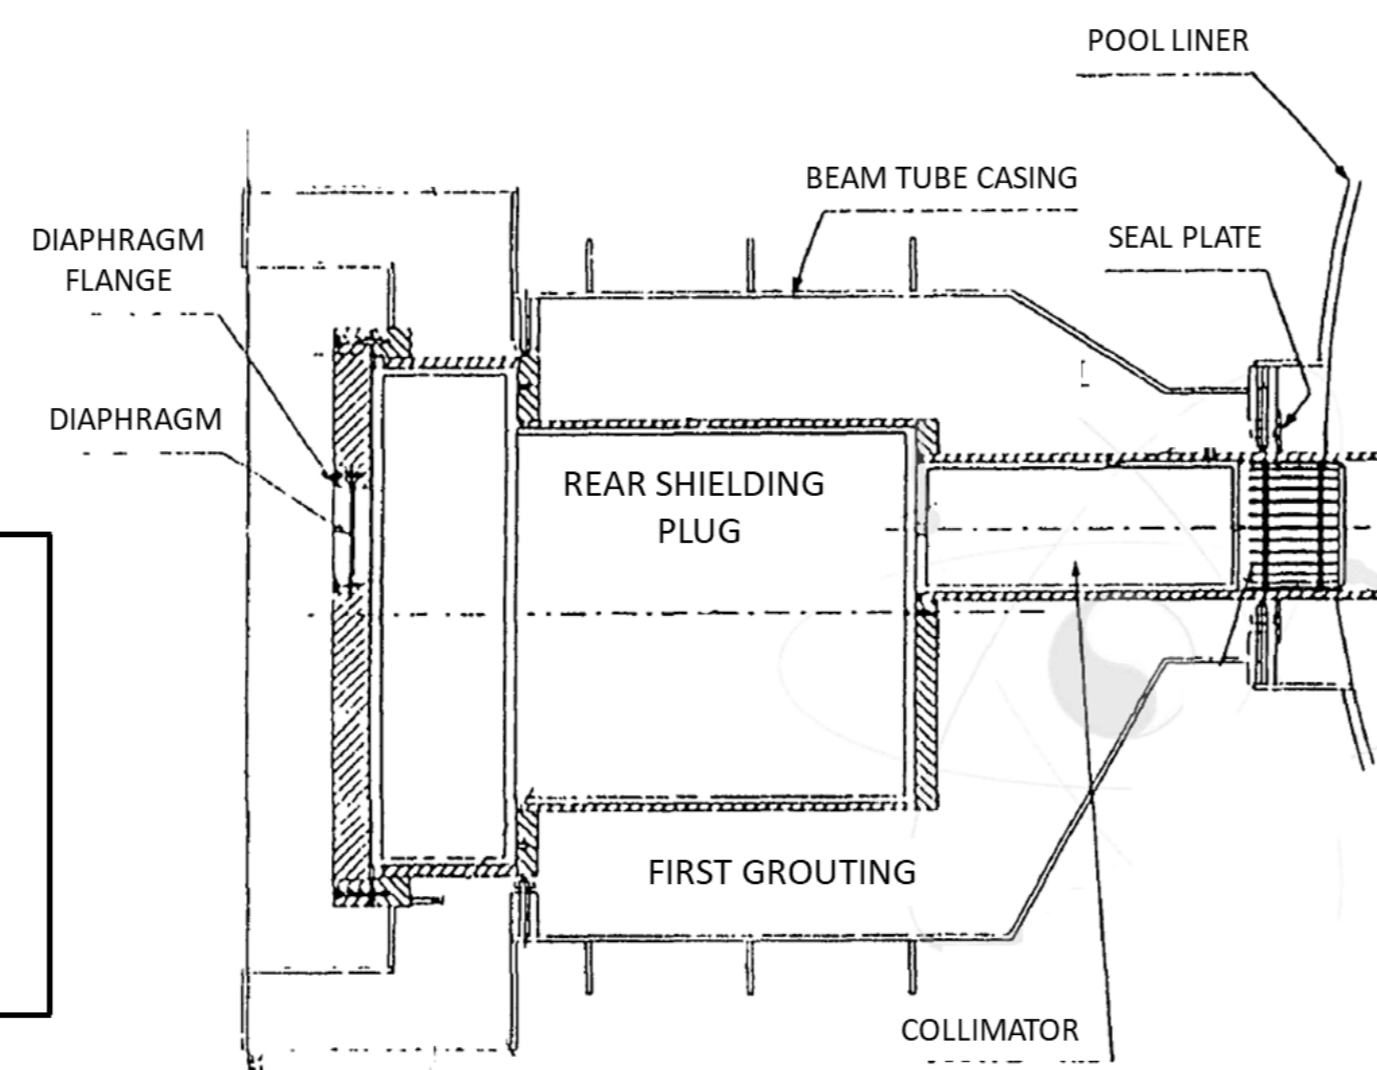 POOL LINER
BEAM TUBE CASING
SEAL PLATE
DIAPHRAGM
FLANGE
DIAPHRAGM
REAR SHIELDING
PLUG
FIRST GROUTING
COLLIMATOR